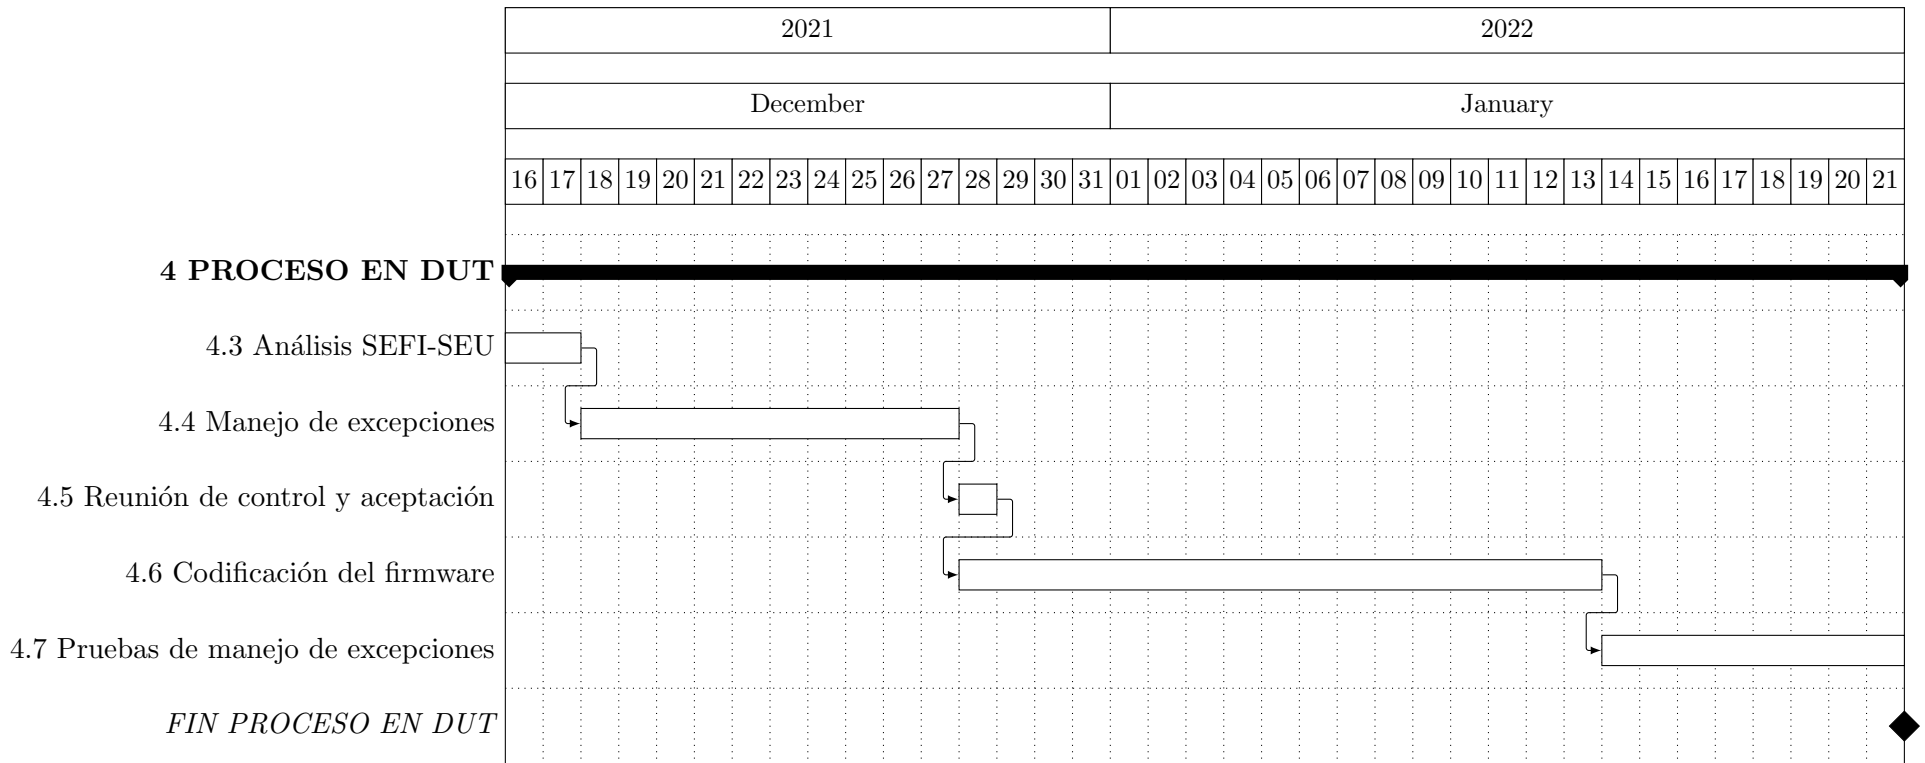 2021 2022
December January
16 17 18 19 20 21 22 23 24 25 26 27 28 29 30 31 01 02 03 04 05 06 07 08 09 10 11 12 13 14 15 16 17 18 19 20 21
4 PROCESO EN DUT
4.3 Análisis SEFI-SEU
4.4 Manejo de excepciones
4.5 Reunión de control y aceptación
4.6 Codificación del firmware
4.7 Pruebas de manejo de excepciones
FIN PROCESO EN DUT